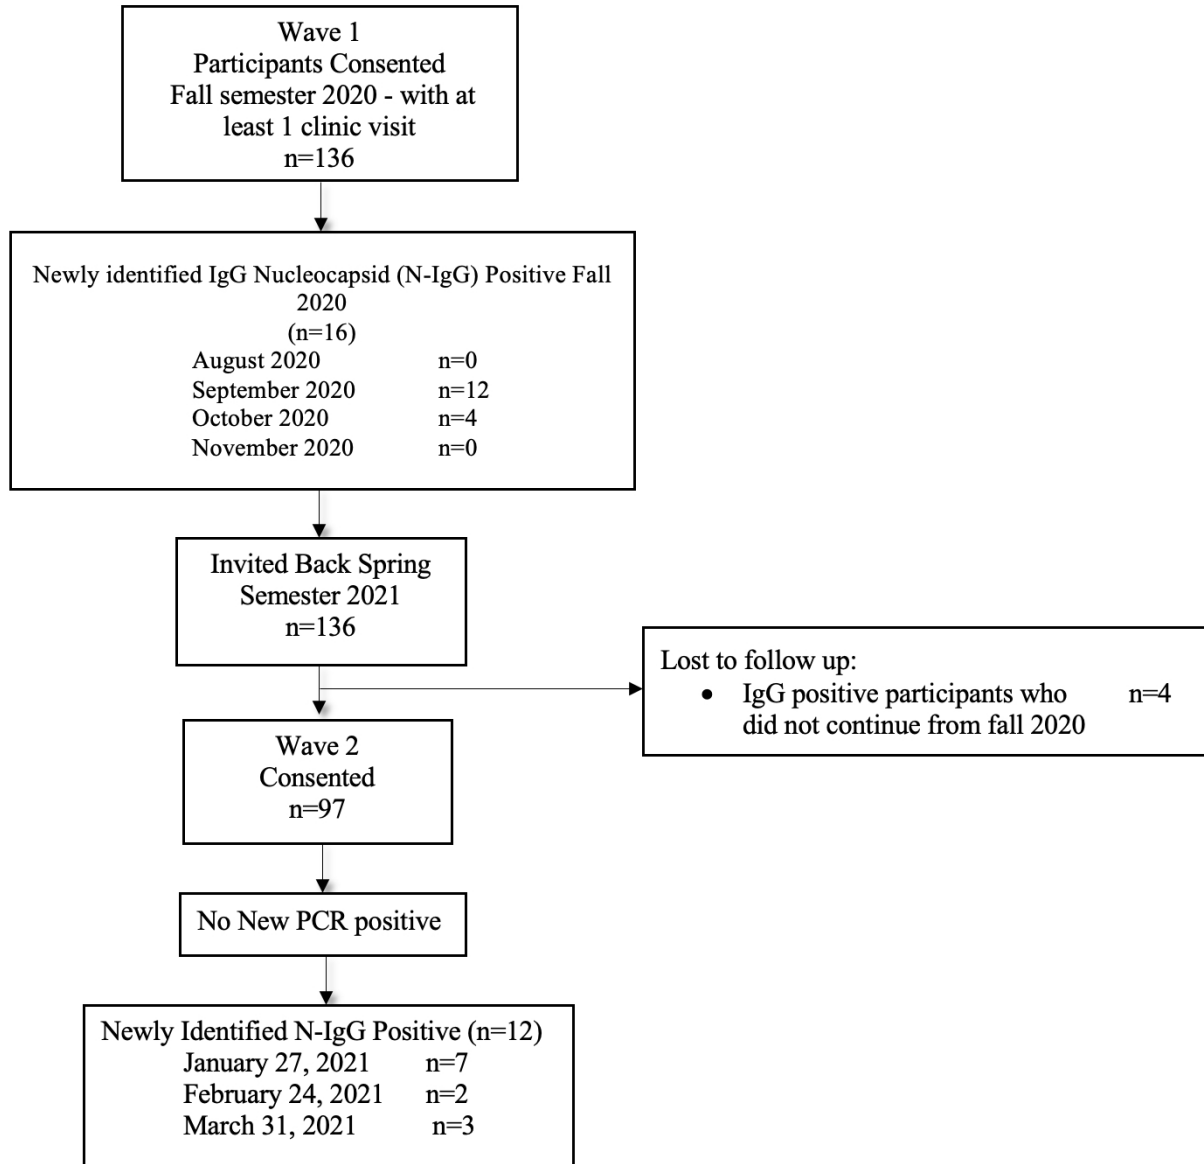 Wave 1
Participants Consented
Fall semester 2020 - with at
least 1 clinic visit
n=136
Newly identified IgG Nucleocapsid (N-IgG) Positive Fall
2020
(n=16)
August 2020 n=0
September 2020 n=12
October 2020 n=4
November 2020 n=0
Invited Back Spring
Semester 2021
n=136
Lost to follow up:
• IgG positive participants who n=4
did not continue from fall 2020
Wave 2
Consented
n=97
No New PCR positive
Newly Identified N-IgG Positive (n=12)
January 27, 2021 n=7
February 24, 2021 n=2
March 31, 2021 n=3